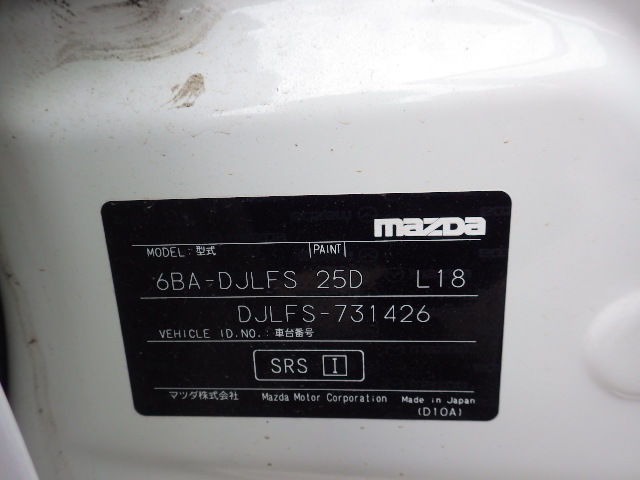 mazda
MODEL:型式 PAINT
6BA-DJLFS 25D L18
DJLFS-731426
VEHICLE ID.NO.:車台番号
SRS I
マツダ株式会社 Mazda Motor Corporation Made in Japan
(D10A)